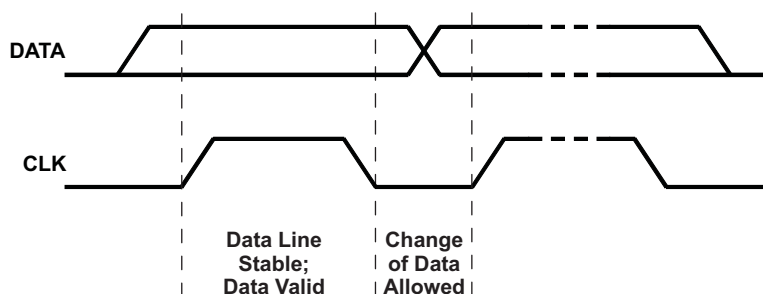 DATA
CLK
Data Line
Stable;
Data Valid
Change
of Data
Allowed